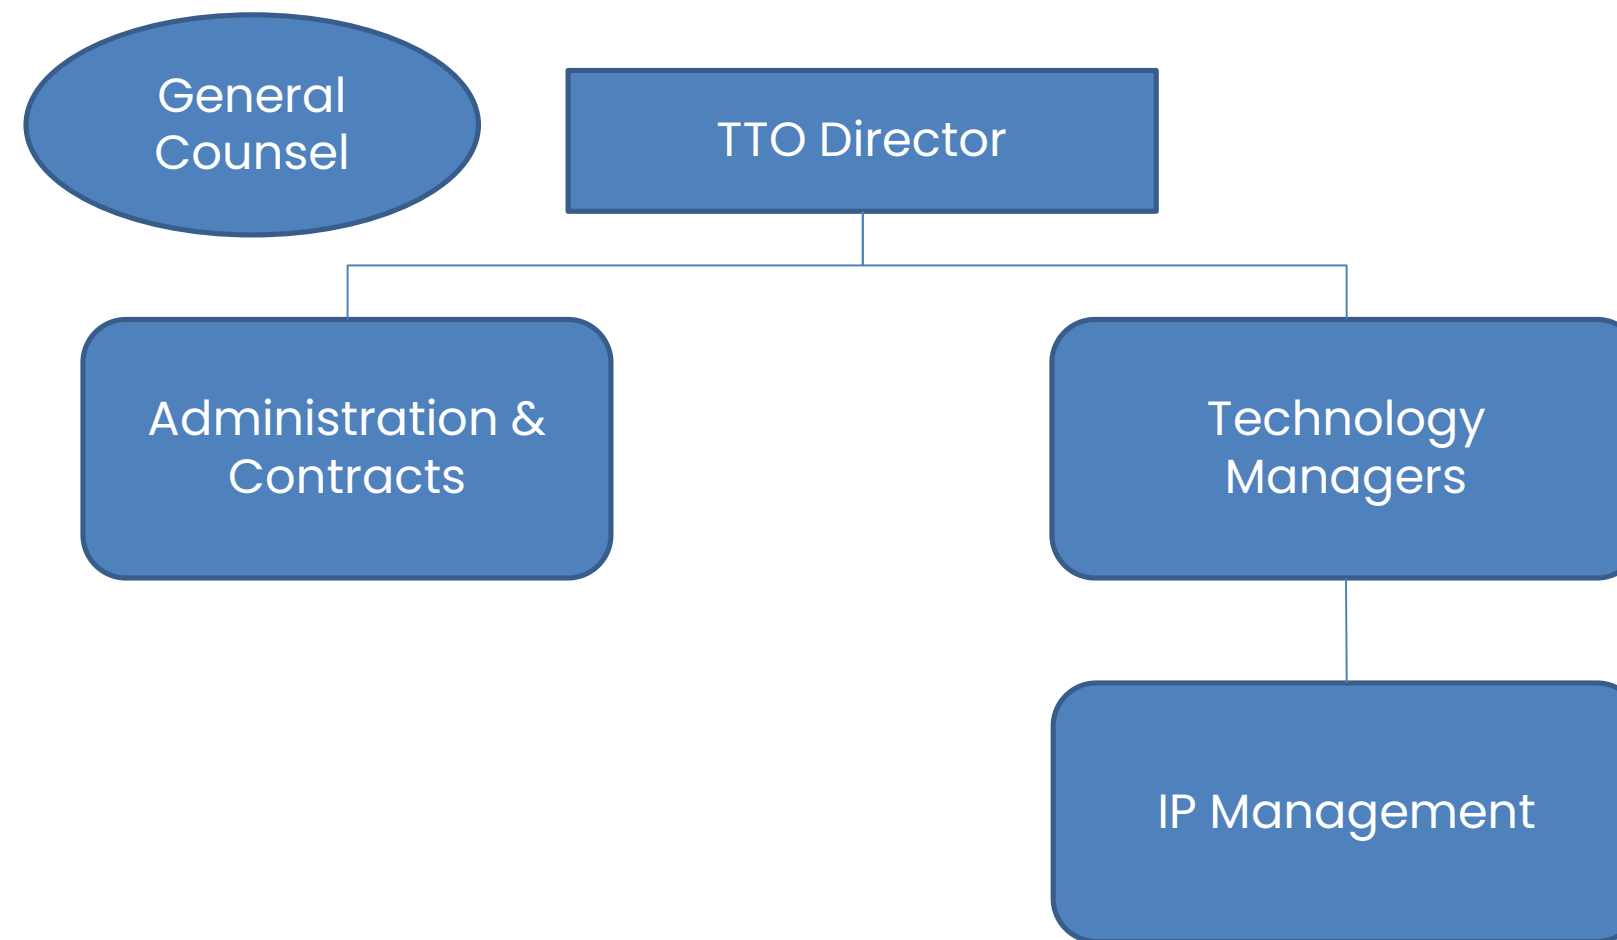 General
Counsel
TTO Director
Administration &
Contracts
Technology
Managers
IP Management